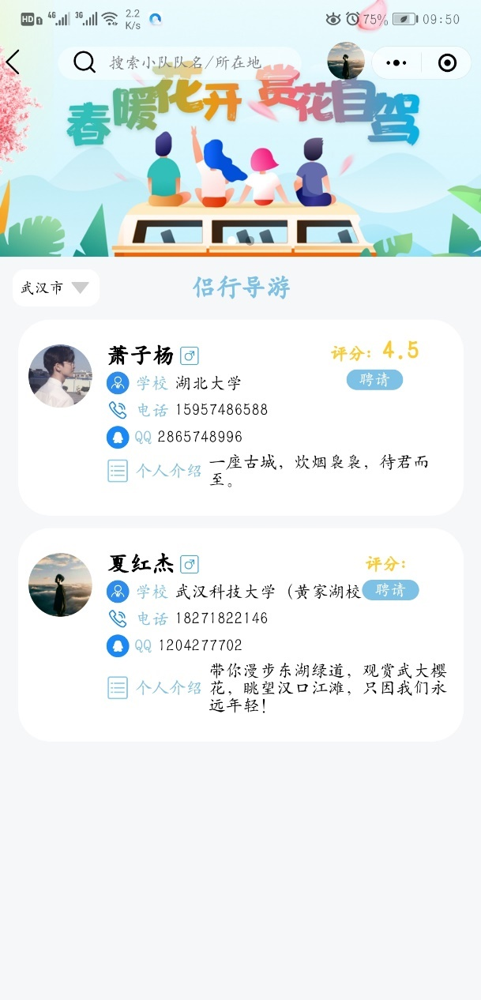 HD 1 4G 3G 2.2 K/s 75% 09:50
搜索小队队名/所在地
春暖花开 赏花自驾
武汉市
侣行导游
萧子杨
评分: 4.5
学校 湖北大学
聘请
电话 15957486588
QQ 2865748996
个人介绍 一座古城，炊烟袅袅，待君而
至。
夏红杰
评分:
学校 武汉科技大学（黄家湖校
聘请
电话 18271822146
QQ 1204277702
个人介绍 带你漫步东湖绿道，观赏武大樱
花，眺望汉口江滩，只因我们永
远年轻！